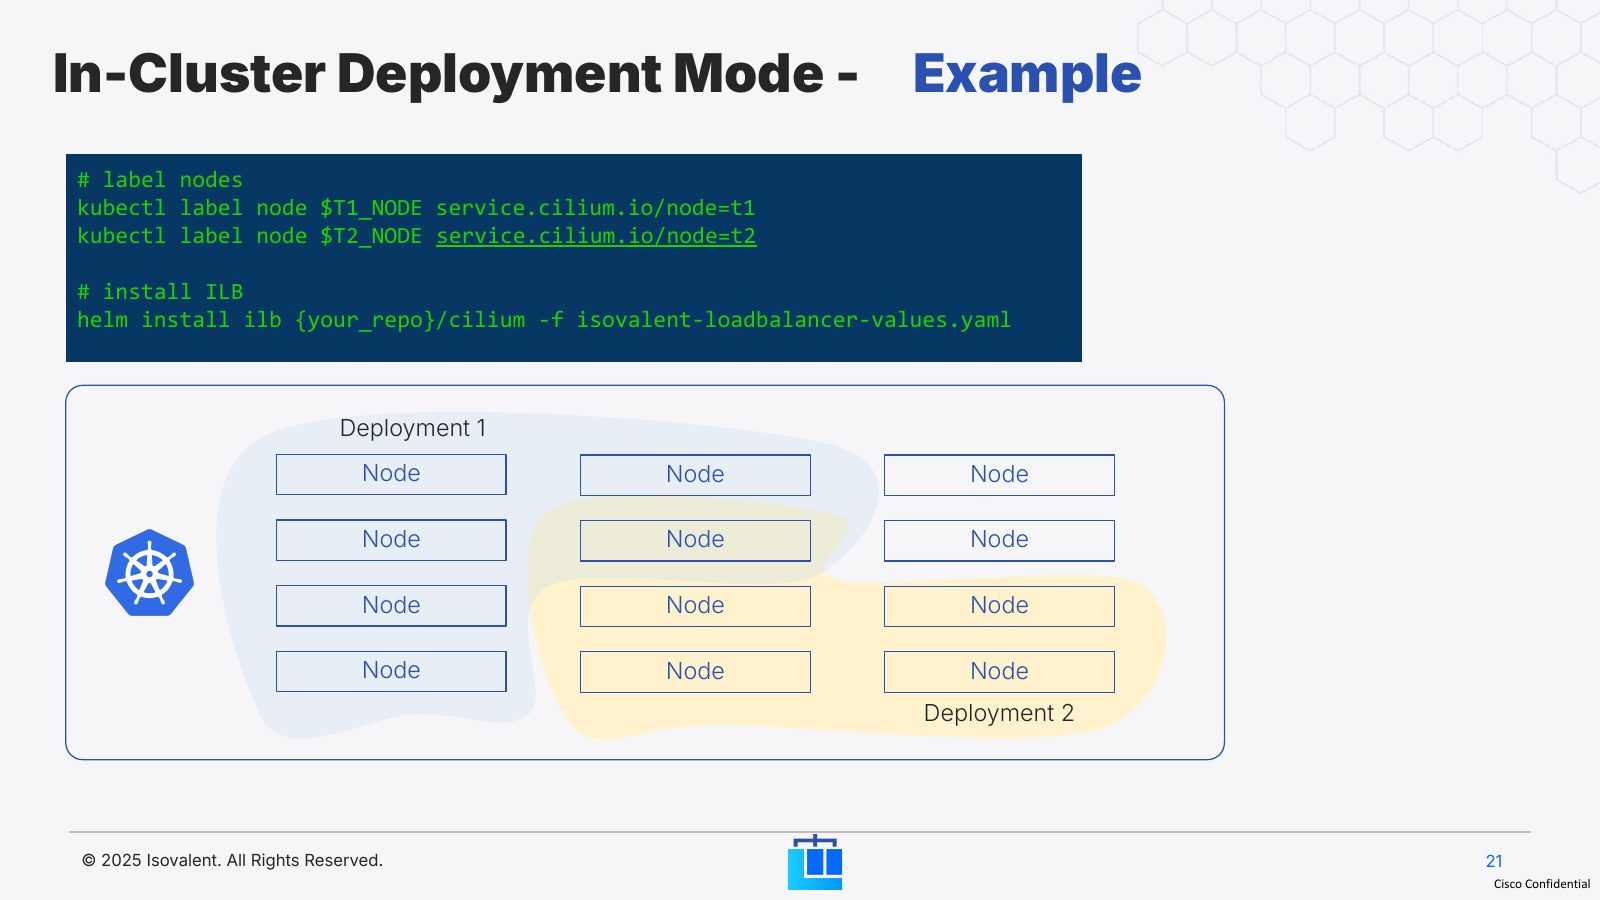 In-Cluster Deployment Mode - Example
# label nodes
kubectl label node $T1_NODE service.cilium.io/node=t1
kubectl label node $T2_NODE service.cilium.io/node=t2
# install ILB
helm install ilb {your_repo}/cilium -f isovalent-loadbalancer-values.yaml
Deployment 1
Node Node Node
Node Node Node
Node Node Node
Node Node Node
Deployment 2
© 2025 Isovalent. All Rights Reserved.
21
Cisco Confidential